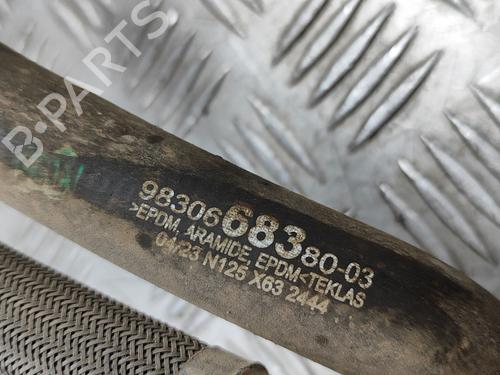 B-PARTS
9830668380-03
>EPDM, ARAMIDE, EPDM<TEKLAS
04/23 N125 X63 2444